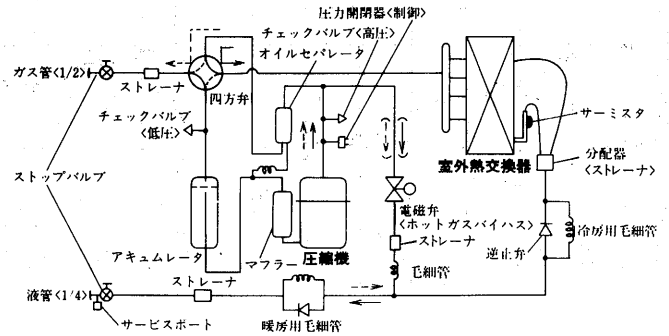 圧力開閉器<制御>
チェックバルブ<高圧>
オイルセパレータ
ガス管<1/2>
ストレーナ
四方弁
チェックバルブ
<低圧>
サーミスタ
室外熱交換器
分配器
<ストレーナ>
ストップバルブ
電磁弁
<ホットガスバイパス>
冷房用毛細管
逆止弁
ストレーナ
アキュムレータ
マフラー
圧縮機
毛細管
ストレーナ
液管<1/4>
サービスポート
暖房用毛細管